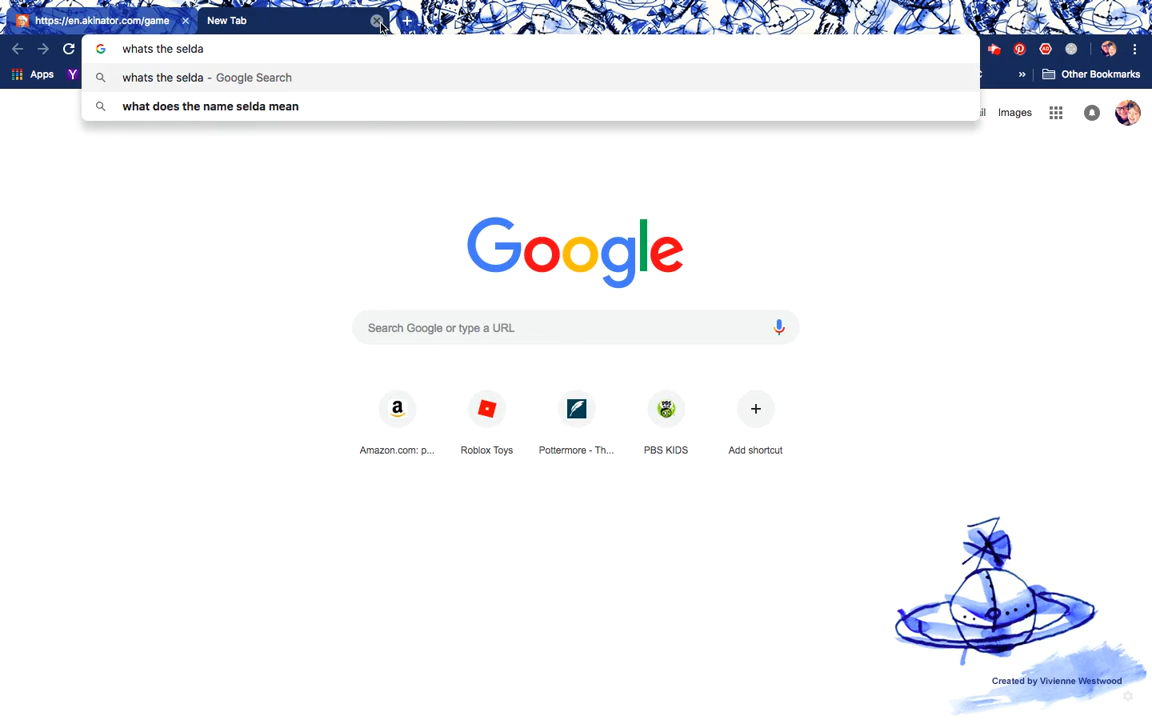 https://en.akinator.com/game
New Tab
whats the selda
whats the selda - Google Search
what does the name selda mean
Apps
Other Bookmarks
Images
Google
Search Google or type a URL
Amazon.com: p...
Roblox Toys
Pottermore - Th...
PBS KIDS
Add shortcut
Created by Vivienne Westwood